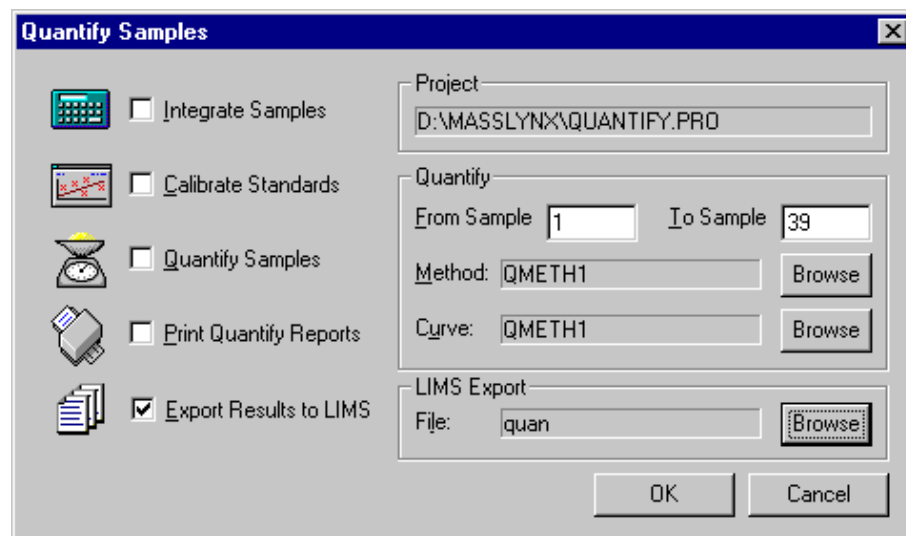 Quantify Samples
Integrate Samples
Calibrate Standards
Quantify Samples
Print Quantify Reports
Export Results to LIMS
Project
D:\MASSLYNX\QUANTIFY.PRO
Quantify
From Sample 1 To Sample 39
Method: QMETH1 Browse
Curve: QMETH1 Browse
LIMS Export
File: quan Browse
OK Cancel